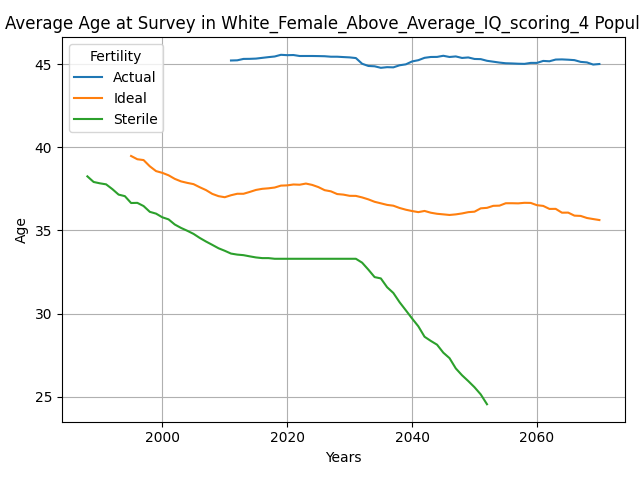 Average Age at Survey in White_Female_Above_Average_IQ_scoring_4 Popul
Fertility
Actual
Ideal
Sterile
45
40
35
30
25
Age
2000 2020 2040 2060
Years